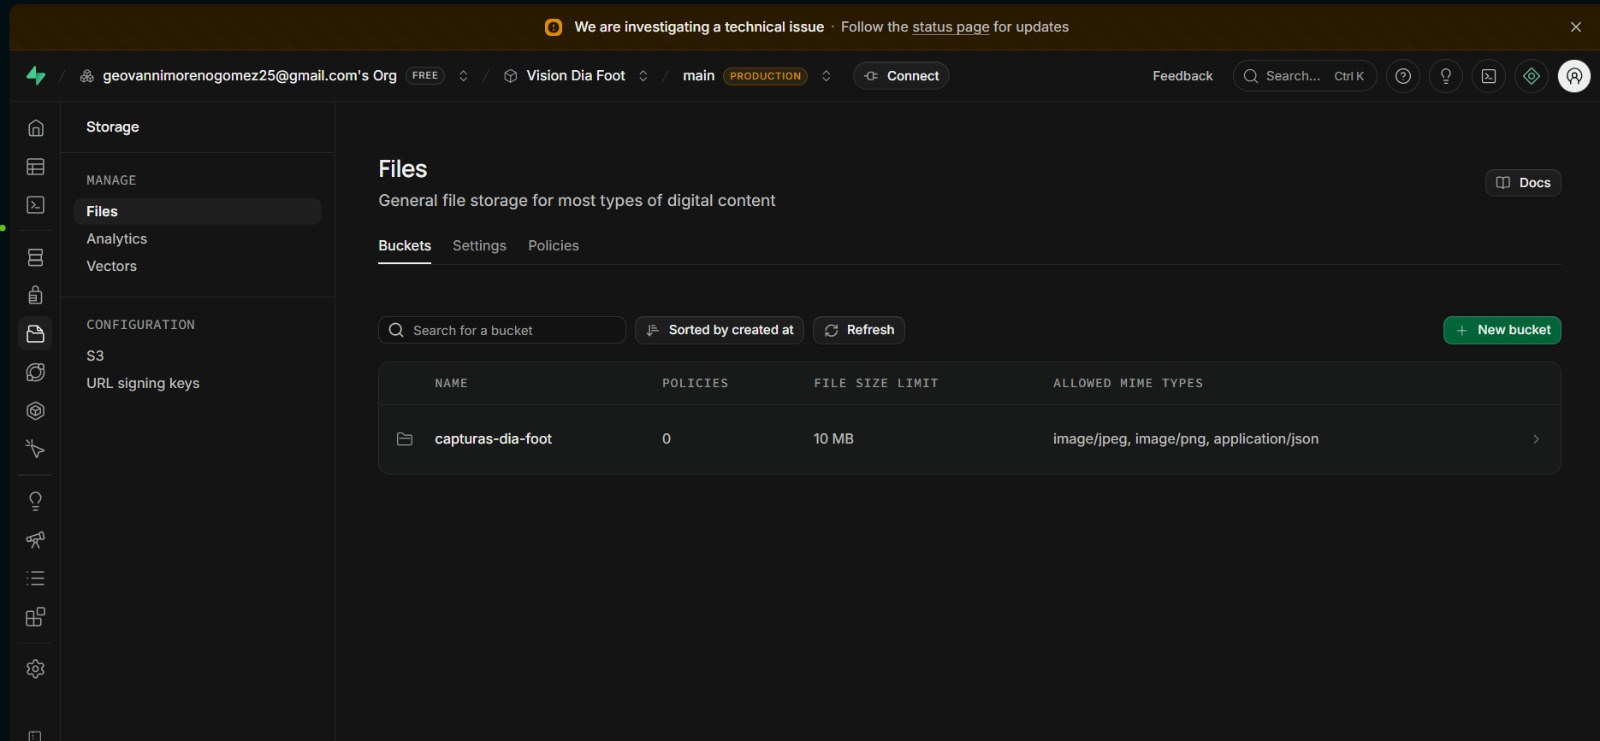 We are investigating a technical issue · Follow the status page for updates
geovannimorenogomez25@gmail.com's Org FREE / Vision Dia Foot / main PRODUCTION Connect Feedback Search... Ctrl K
Storage
MANAGE
Files
Analytics
Vectors
CONFIGURATION
S3
URL signing keys
Files
General file storage for most types of digital content
Docs
Buckets Settings Policies
Search for a bucket Sorted by created at Refresh New bucket
NAME POLICIES FILE SIZE LIMIT ALLOWED MIME TYPES
capturas-dia-foot 0 10 MB image/jpeg, image/png, application/json